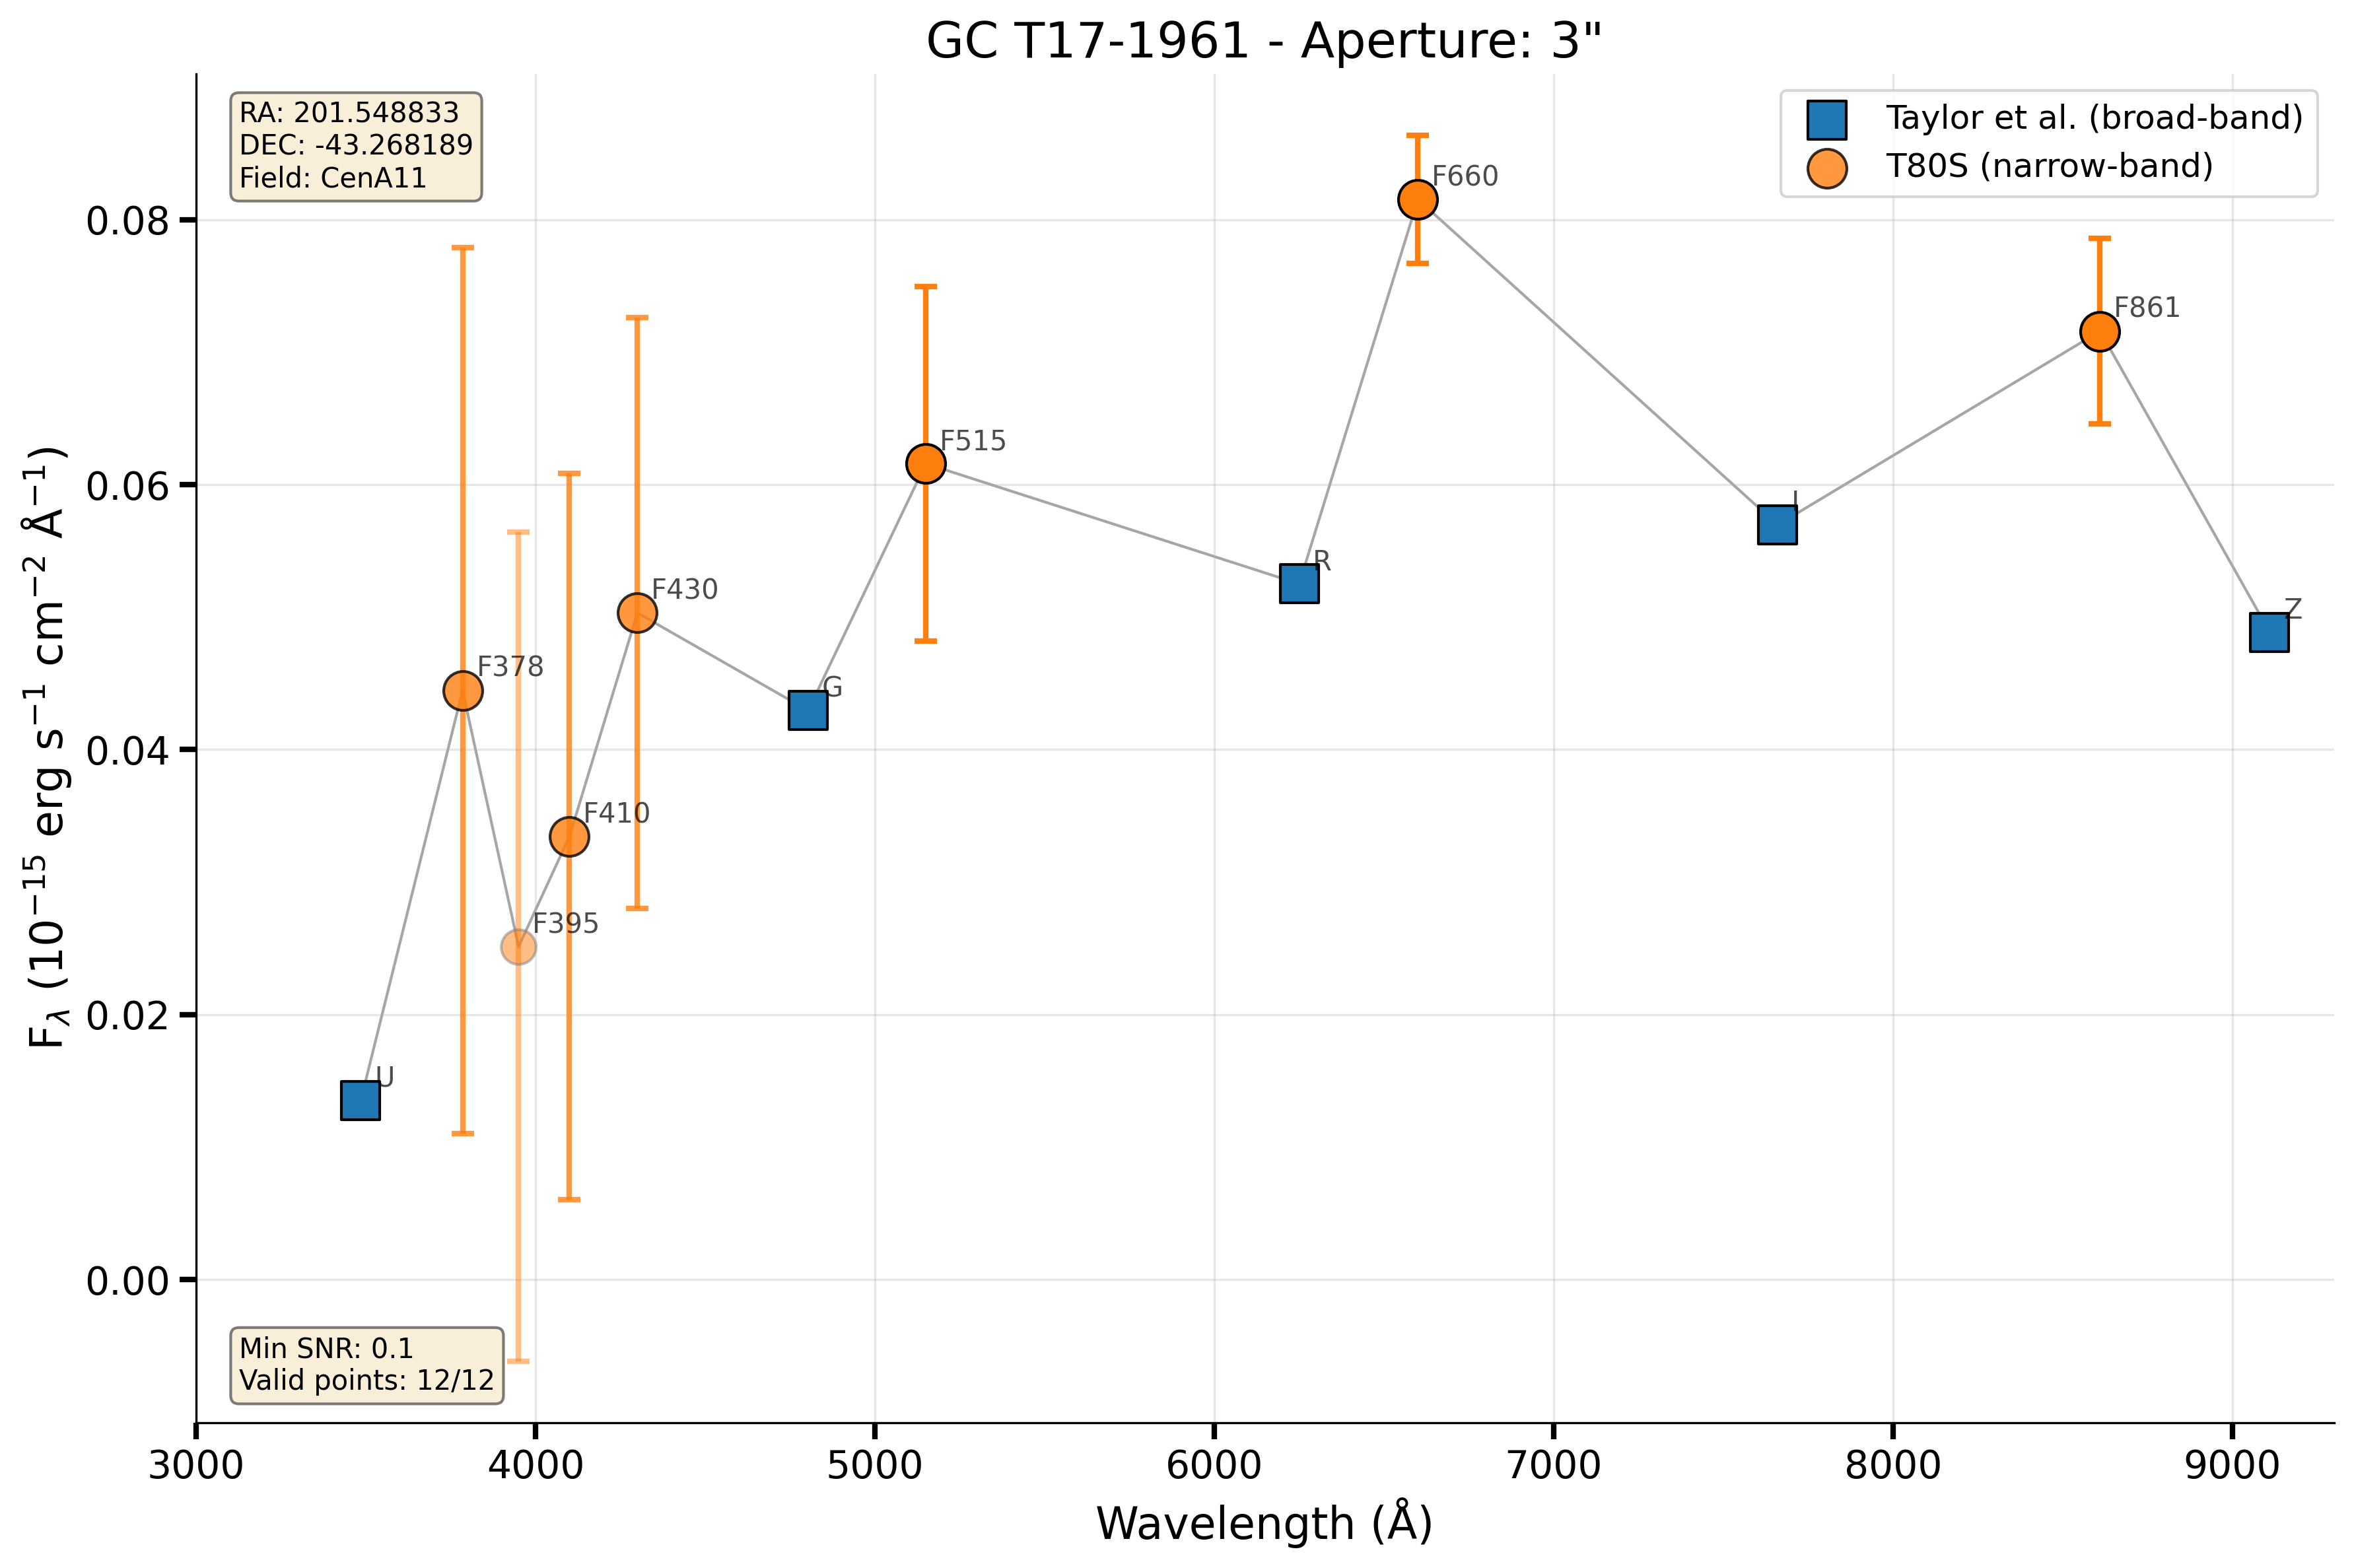 GC T17-1961 - Aperture: 3"
RA: 201.548833
DEC: -43.268189
Field: CenA11
Taylor et al. (broad-band)
T80S (narrow-band)
F660
F861
F515
I
R
F430
Z
F378
G
F410
F395
U
0.08
0.06
0.04
0.02
0.00
F_λ (10⁻¹⁵ erg s⁻¹ cm⁻² Å⁻¹)
Min SNR: 0.1
Valid points: 12/12
3000 4000 5000 6000 7000 8000 9000
Wavelength (Å)